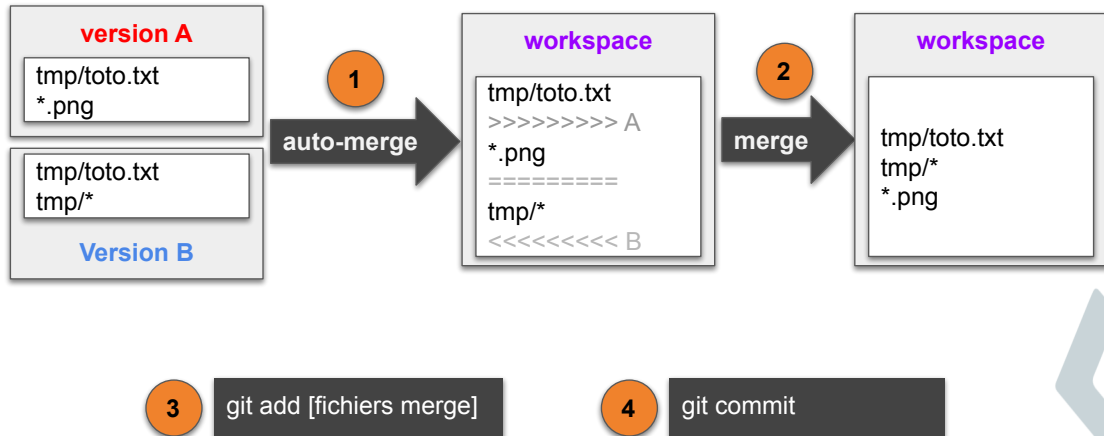 version A
tmp/toto.txt
*.png
tmp/toto.txt
tmp/*
Version B
1
auto-merge
workspace
tmp/toto.txt
>>>>>>>>> A
*.png
=========
tmp/*
<<<<<<<<< B
2
merge
workspace
tmp/toto.txt
tmp/*
*.png
3
git add [fichiers merge]
4
git commit